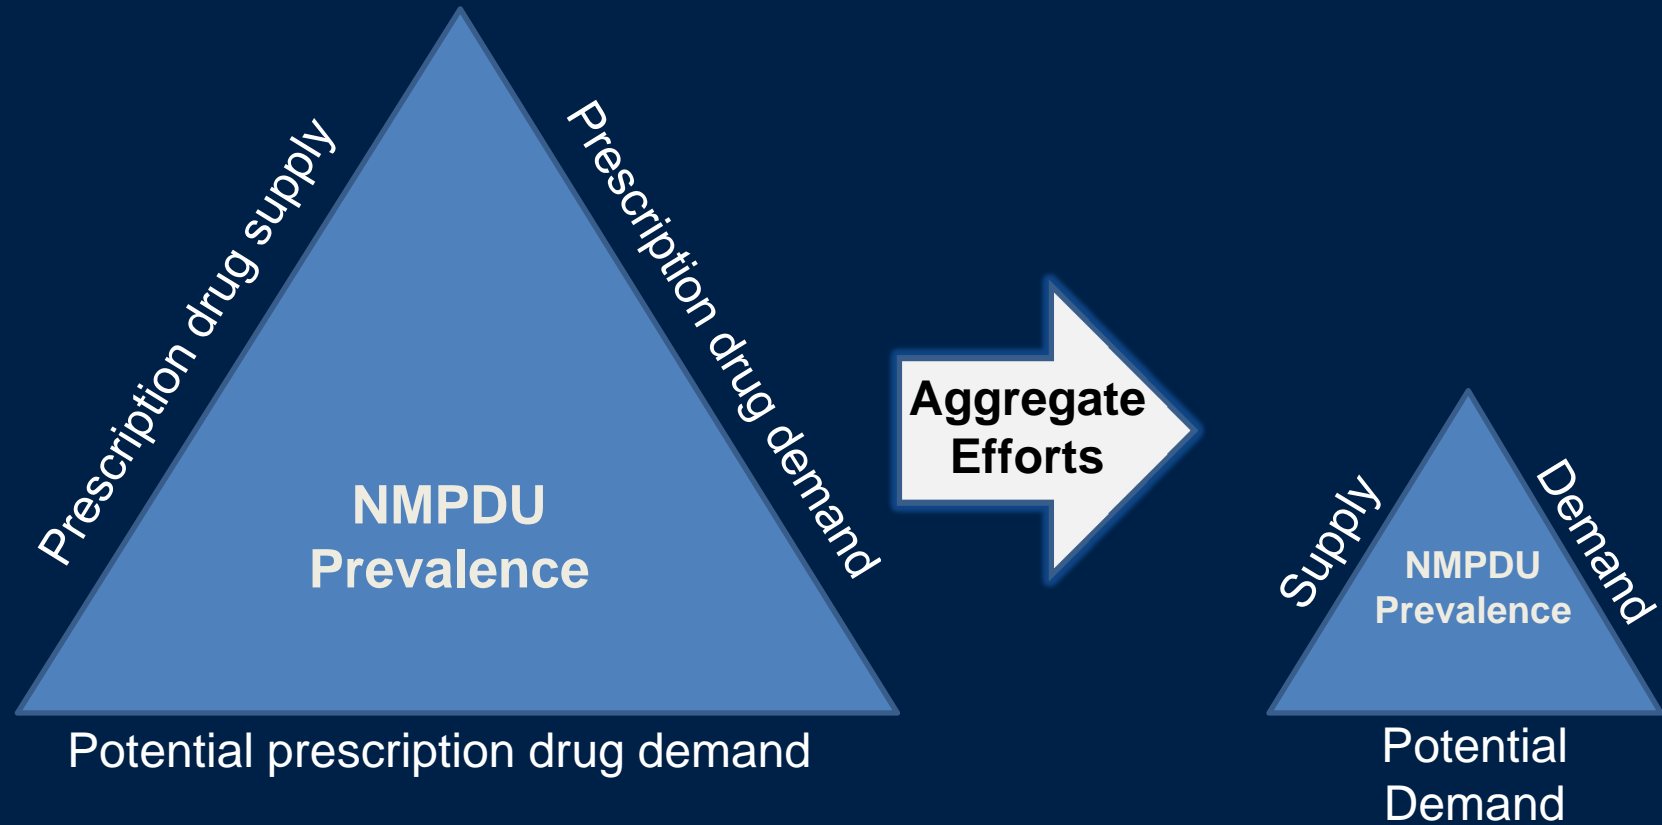 Prescription drug supply
Prescription drug demand
NMPDU
Prevalence
Potential prescription drug demand
Aggregate
Efforts
Supply
Demand
NMPDU
Prevalence
Potential
Demand